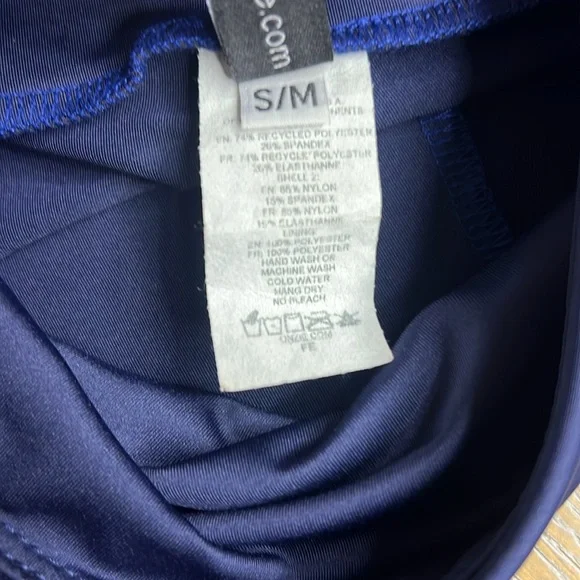 e.com
S/M
EN: 74% RECYCLED POLYESTER
26% SPANDEX
FR: 74% RECYCLE POLYESTER
26% ELASTHANNE
SHELL 2:
EN: 85% NYLON
15% SPANDEX
FR: 85% NYLON
15% ELASTHANNE
LINING
EN: 100% POLYESTER
FR: 100% POLYESTER
HAND WASH OR
MACHINE WASH
COLD WATER
HANG DRY
NO BLEACH
FE